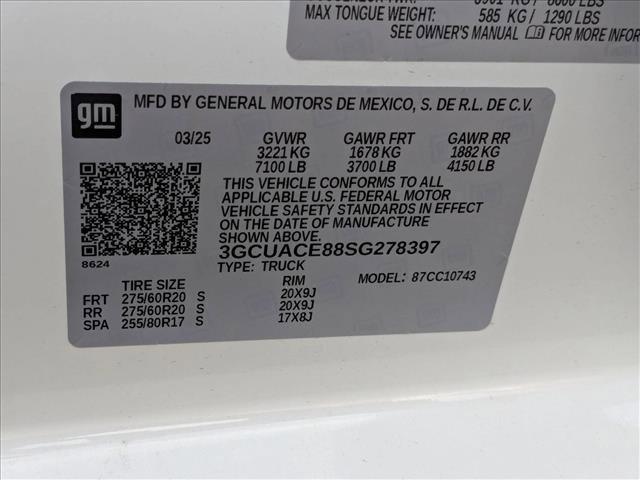 MAX TONGUE WEIGHT: 585 KG / 1290 LBS
SEE OWNER'S MANUAL FOR MORE INFOR
gm
MFD BY GENERAL MOTORS DE MEXICO, S. DE R.L. DE C.V.
03/25 GVWR GAWR FRT GAWR RR
3221 KG 1678 KG 1882 KG
7100 LB 3700 LB 4150 LB
THIS VEHICLE CONFORMS TO ALL
APPLICABLE U.S. FEDERAL MOTOR
VEHICLE SAFETY STANDARDS IN EFFECT
ON THE DATE OF MANUFACTURE
SHOWN ABOVE.
3GCUACE88SG278397
8624
TYPE: TRUCK MODEL: 87CC10743
TIRE SIZE RIM
FRT 275/60R20 S 20X9J
RR 275/60R20 S 20X9J
SPA 255/80R17 S 17X8J